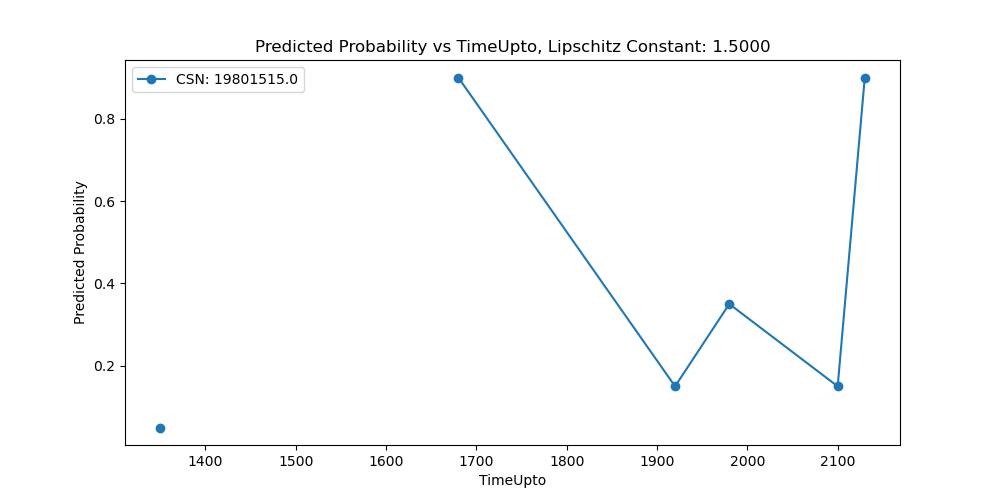 Predicted Probability vs TimeUpto, Lipschitz Constant: 1.5000
CSN: 19801515.0
Predicted Probability
0.8
0.6
0.4
0.2
1400 1500 1600 1700 1800 1900 2000 2100
TimeUpto